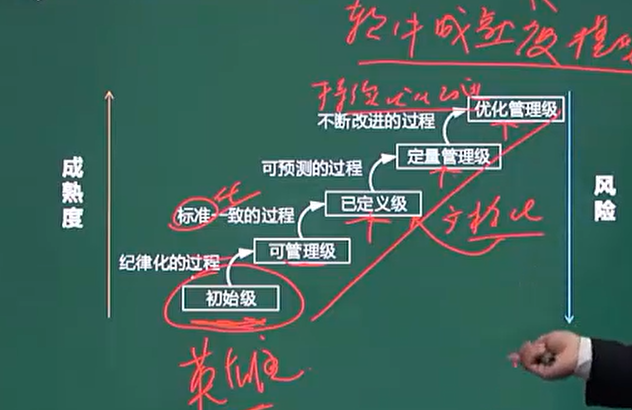 软件成熟度模
持续优化改进
优化管理级
不断改进的过程
定量管理级
可预测的过程
成熟度
风险
化
标准一致的过程
已定义级
可管理级
纪律化的过程
初始级
英雄